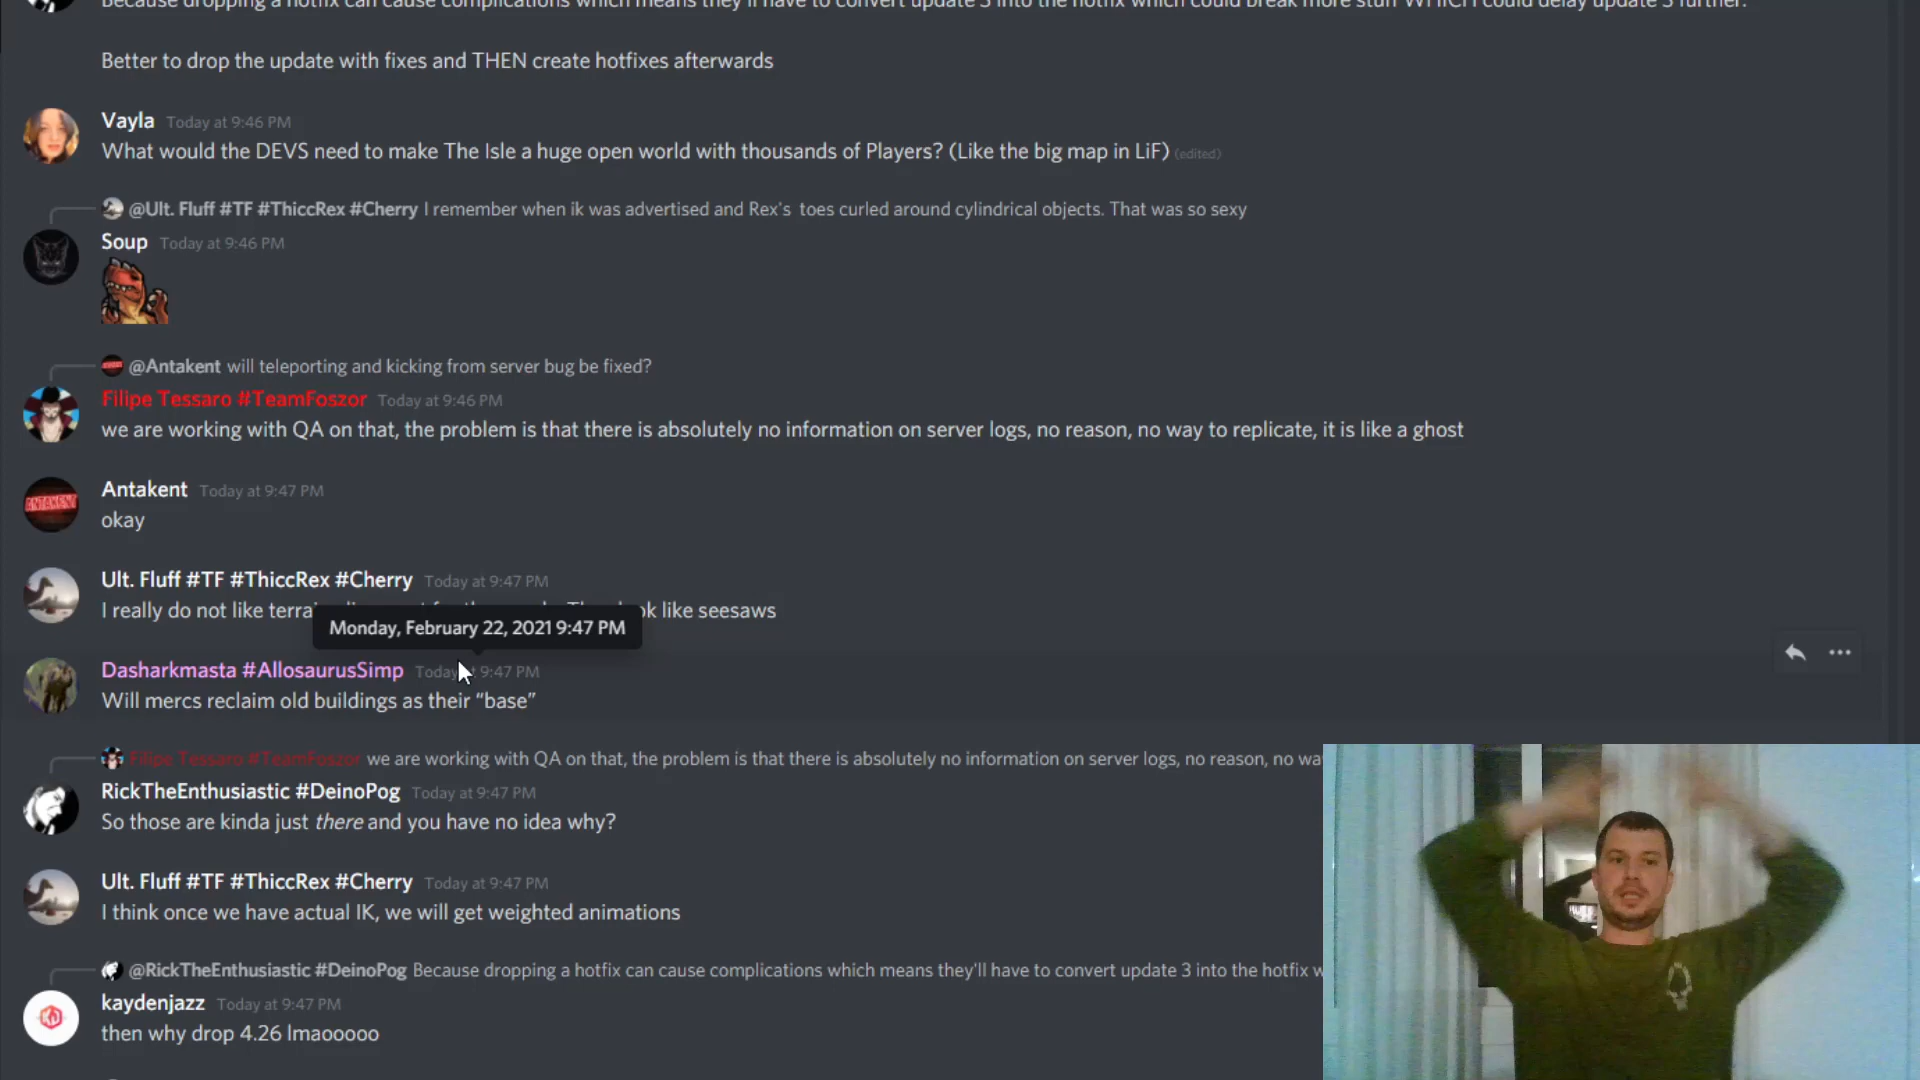 Because dropping a hotfix can cause complications which means they'll have to convert update 3 into the hotfix which could break more stuff WHICH could delay update 3 further.
Better to drop the update with fixes and THEN create hotfixes afterwards
Vayla Today at 9:46 PM
What would the DEVS need to make The Isle a huge open world with thousands of Players? (Like the big map in LiF) (edited)
@Ult. Fluff #TF #ThiccRex #Cherry I remember when ik was advertised and Rex's toes curled around cylindrical objects. That was so sexy
Soup Today at 9:46 PM
@Antakent will teleporting and kicking from server bug be fixed?
Filipe Tessaro #TeamFoszor Today at 9:46 PM
we are working with QA on that, the problem is that there is absolutely no information on server logs, no reason, no way to replicate, it is like a ghost
ANTAKENT
Antakent Today at 9:47 PM
okay
Ult. Fluff #TF #ThiccRex #Cherry Today at 9:47 PM
I really do not like terra ok like seesaws
Monday, February 22, 2021 9:47 PM
Dasharkmasta #AllosaurusSimp Today 9:47 PM
Will mercs reclaim old buildings as their “base”
Filipe Tessaro #TeamFoszor we are working with QA on that, the problem is that there is absolutely no information on server logs, no reason, no wa
RickTheEnthusiastic #DeinoPog Today at 9:47 PM
So those are kinda just there and you have no idea why?
Ult. Fluff #TF #ThiccRex #Cherry Today at 9:47 PM
I think once we have actual IK, we will get weighted animations
@RickTheEnthusiastic #DeinoPog Because dropping a hotfix can cause complications which means they'll have to convert update 3 into the hotfix w
kaydenjazz Today at 9:47 PM
then why drop 4.26 lmaooooo